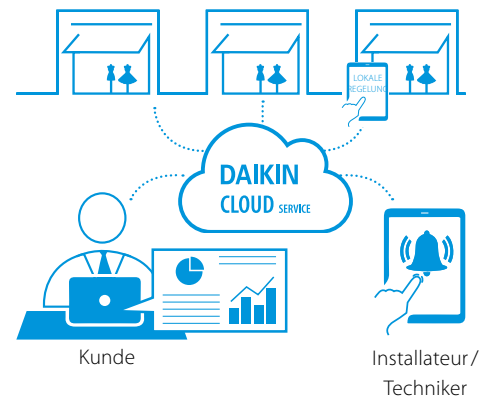 LOKALE
REGELUNG
DAIKIN
CLOUD SERVICE
Kunde
Installateur /
Techniker